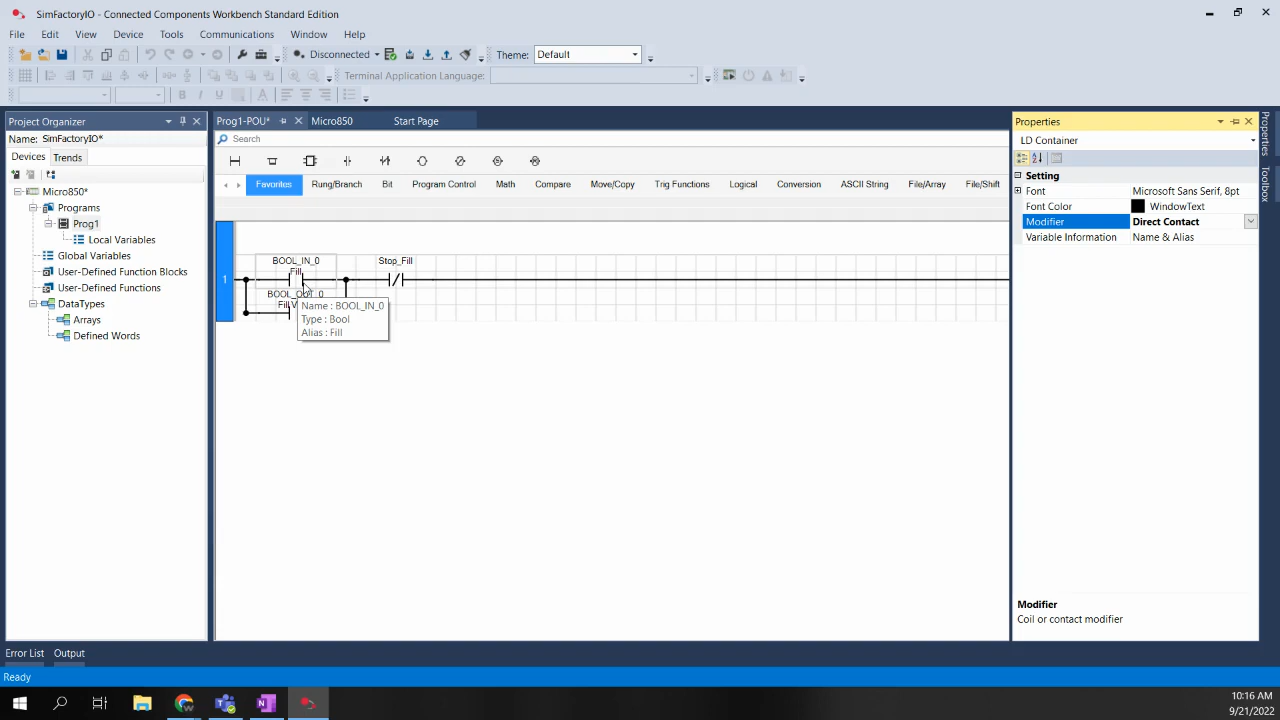 SimFactoryIO - Connected Components Workbench Standard Edition
File Edit View Device Tools Communications Window Help
Disconnected Theme: Default
Terminal Application Language:
Project Organizer
Name: SimFactoryIO*
Devices Trends
Micro850*
Programs
Prog1
Local Variables
Global Variables
User-Defined Function Blocks
User-Defined Functions
DataTypes
Arrays
Defined Words
Prog1-POU* Micro850 Start Page
Search
Favorites Rung/Branch Bit Program Control Math Compare Move/Copy Trig Functions Logical Conversion ASCII String File/Array File/Shift
1
BOOL_IN_0 Stop_Fill
Fill
BOOL_OUT_0
Fill V
Name : BOOL_IN_0
Type : Bool
Alias : Fill
Properties
LD Container
Setting
Font Microsoft Sans Serif, 8pt
Font Color WindowText
Modifier Direct Contact
Variable Information Name & Alias
Modifier
Coil or contact modifier
Properties
Toolbox
Error List Output
Ready
10:16 AM
9/21/2022